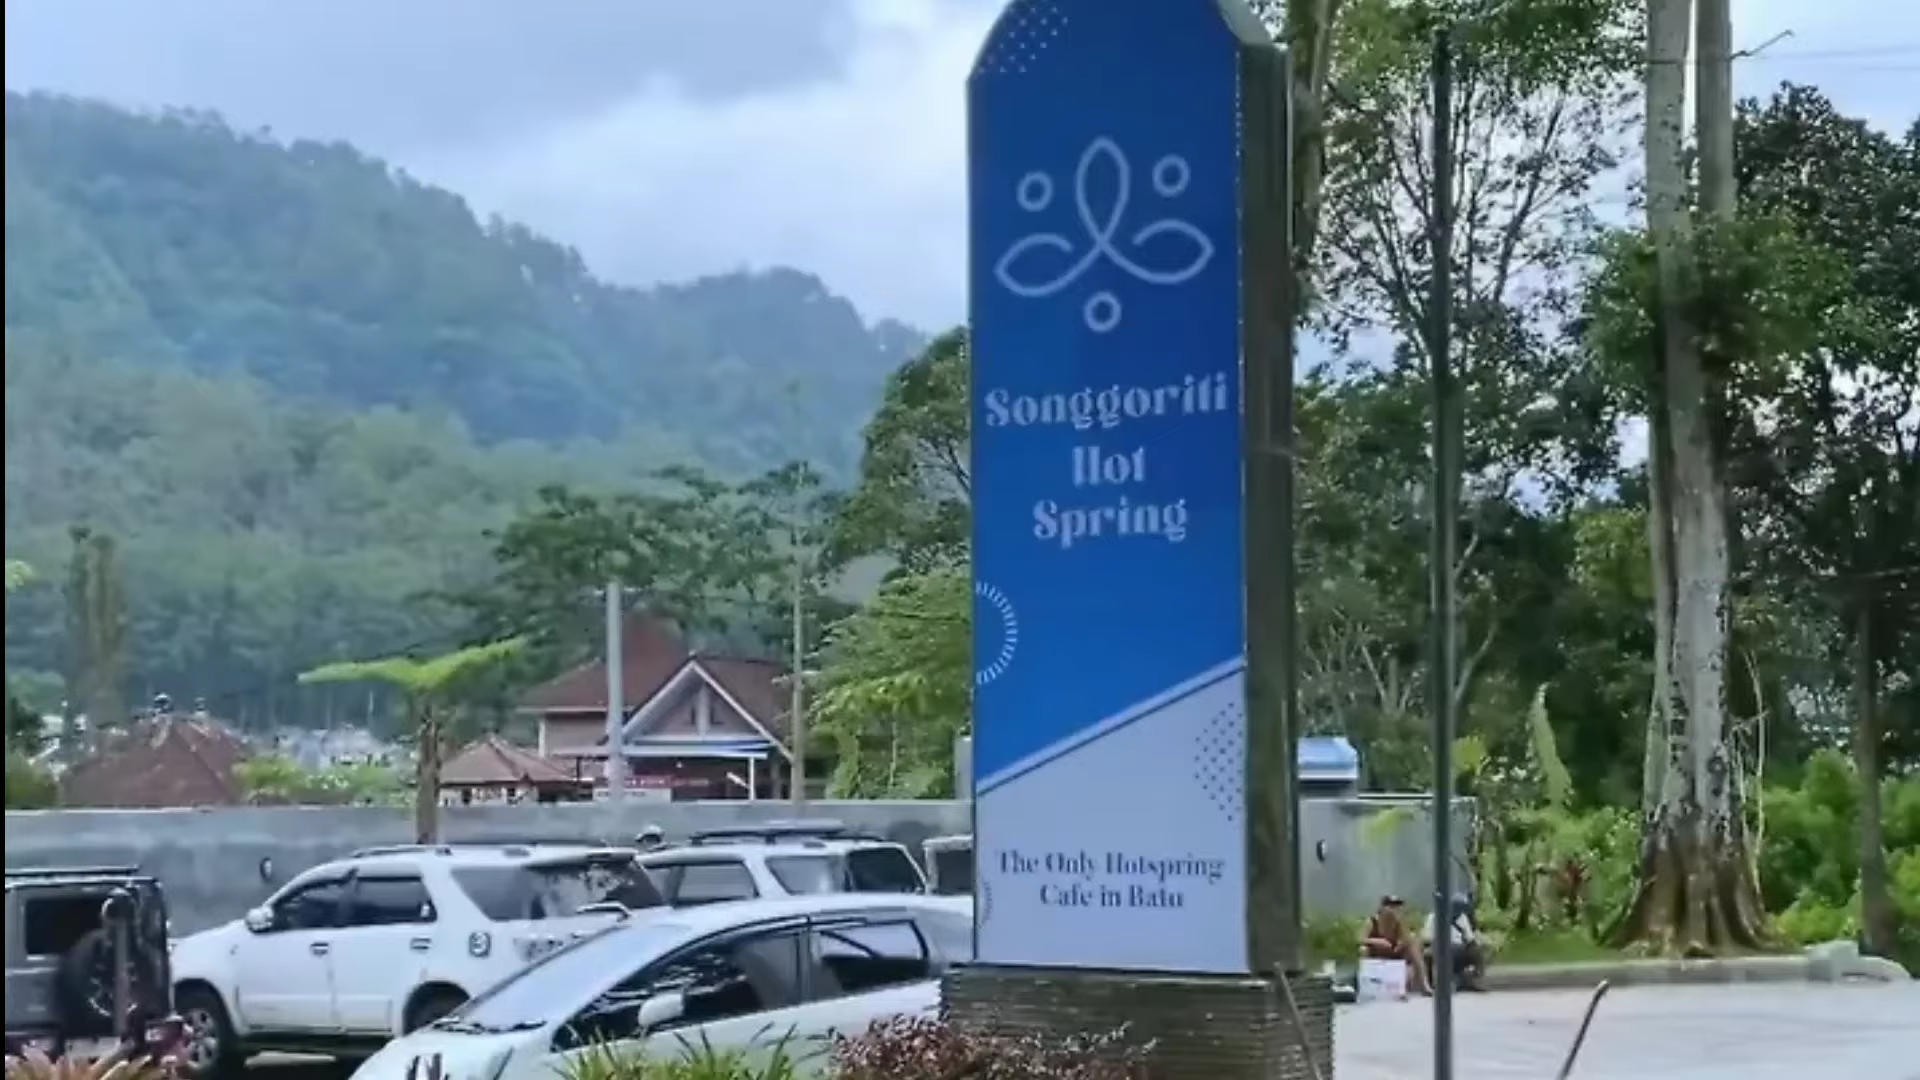 Songgoriti
Hot
Spring
The Only Hotspring
Cafe in Batu